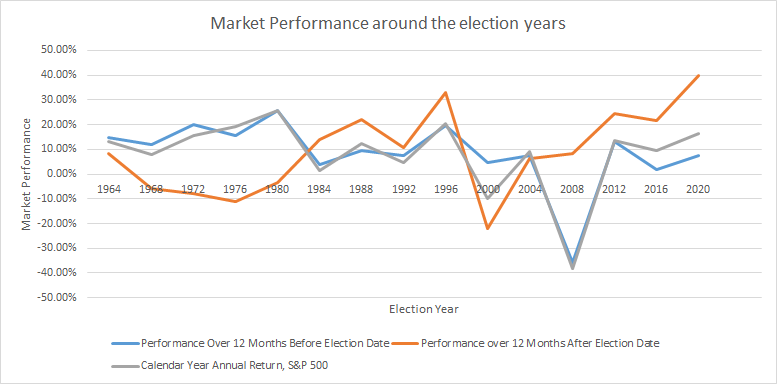 Market Performance around the election years
50.00%
40.00%
30.00%
20.00%
10.00%
0.00%
-10.00%
-20.00%
-30.00%
-40.00%
-50.00%
Market Performance
1964 1968 1972 1976 1980 1984 1988 1992 1996 2000 2004 2008 2012 2016 2020
Election Year
Performance Over 12 Months Before Election Date Performance over 12 Months After Election Date
Calendar Year Annual Return, S&P 500